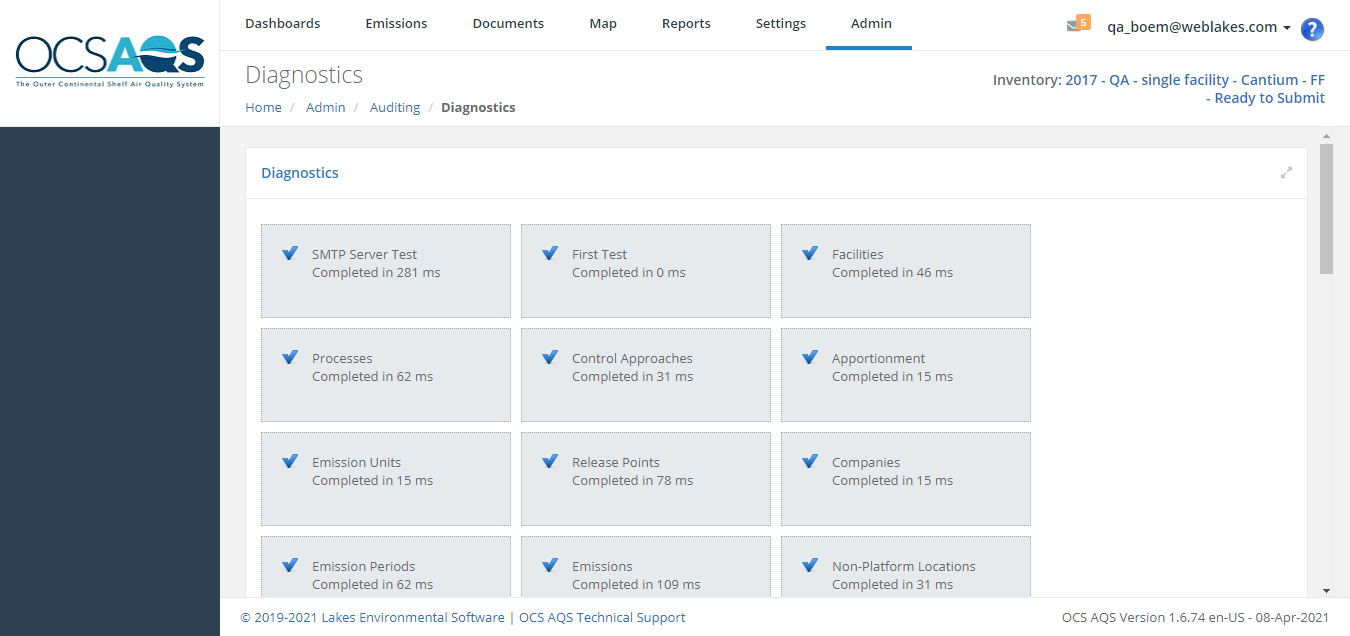 OCSAQS
The Outer Continental Shelf Air Quality System
Dashboards Emissions Documents Map Reports Settings Admin
5 qa_boem@weblakes.com ?
Diagnostics
Home / Admin / Auditing / Diagnostics
Inventory: 2017 - QA - single facility - Cantium - FF
- Ready to Submit
Diagnostics
SMTP Server Test
Completed in 281 ms
First Test
Completed in 0 ms
Facilities
Completed in 46 ms
Processes
Completed in 62 ms
Control Approaches
Completed in 31 ms
Apportionment
Completed in 15 ms
Emission Units
Completed in 15 ms
Release Points
Completed in 78 ms
Companies
Completed in 15 ms
Emission Periods
Completed in 62 ms
Emissions
Completed in 109 ms
Non-Platform Locations
Completed in 31 ms
© 2019-2021 Lakes Environmental Software | OCS AQS Technical Support
OCS AQS Version 1.6.74 en-US - 08-Apr-2021